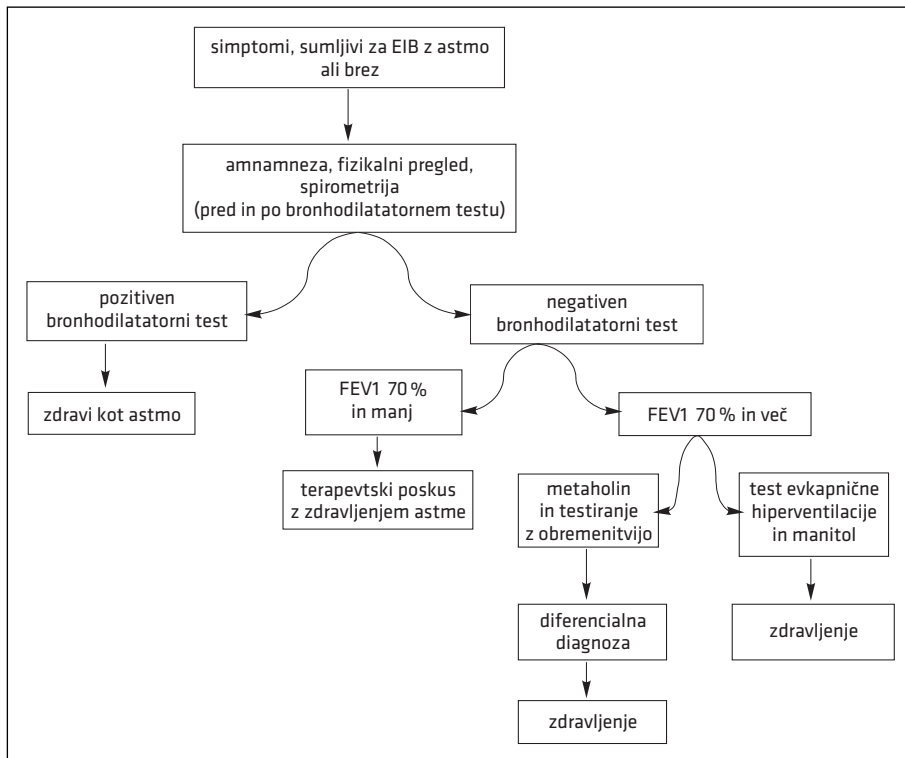 simptomi, sumljivi za EIB z astmo
ali brez
amnamneza, fizikalni pregled,
spirometrija
(pred in po bronhodilatatornem testu)
pozitiven
bronhodilatatorni test
negativen
bronhodilatatorni test
zdravi kot astmo
FEV1 70 %
in manj
FEV1 70 % in več
terapevtski poskus
z zdravljenjem astme
metaholin
in testiranje
z obremenitvijo
test evkapnične
hiperventilacije
in manitol
diferencialna
diagnoza
zdravljenje
zdravljenje